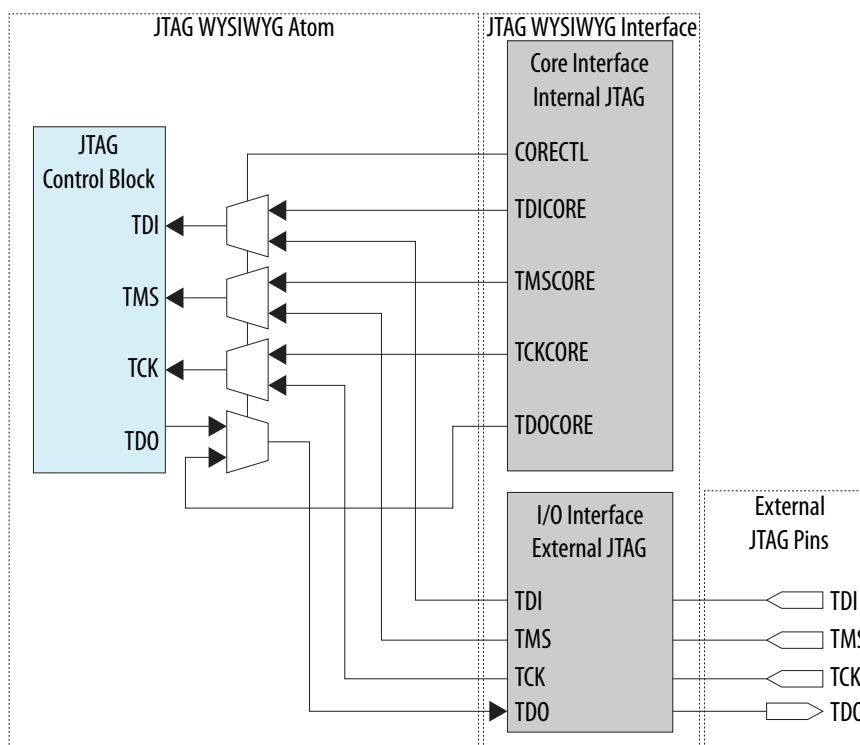 JTAG WYSIWYG Atom
JTAG WYSIWYG Interface
Core Interface
Internal JTAG
JTAG
Control Block
CORECTL
TDICORE
TDI
TMSCORE
TMS
TCKCORE
TCK
TDOCORE
TDO
I/O Interface
External JTAG
External
JTAG Pins
TDI
TDI
TMS
TMS
TCK
TCK
TDO
TDO